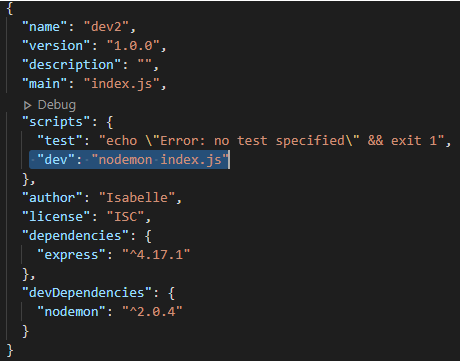 {
  "name": "dev2",
  "version": "1.0.0",
  "description": "",
  "main": "index.js",
  Debug
  "scripts": {
    "test": "echo \"Error: no test specified\" && exit 1",
    "dev": "nodemon index.js"
  },
  "author": "Isabelle",
  "license": "ISC",
  "dependencies": {
    "express": "^4.17.1"
  },
  "devDependencies": {
    "nodemon": "^2.0.4"
  }
}